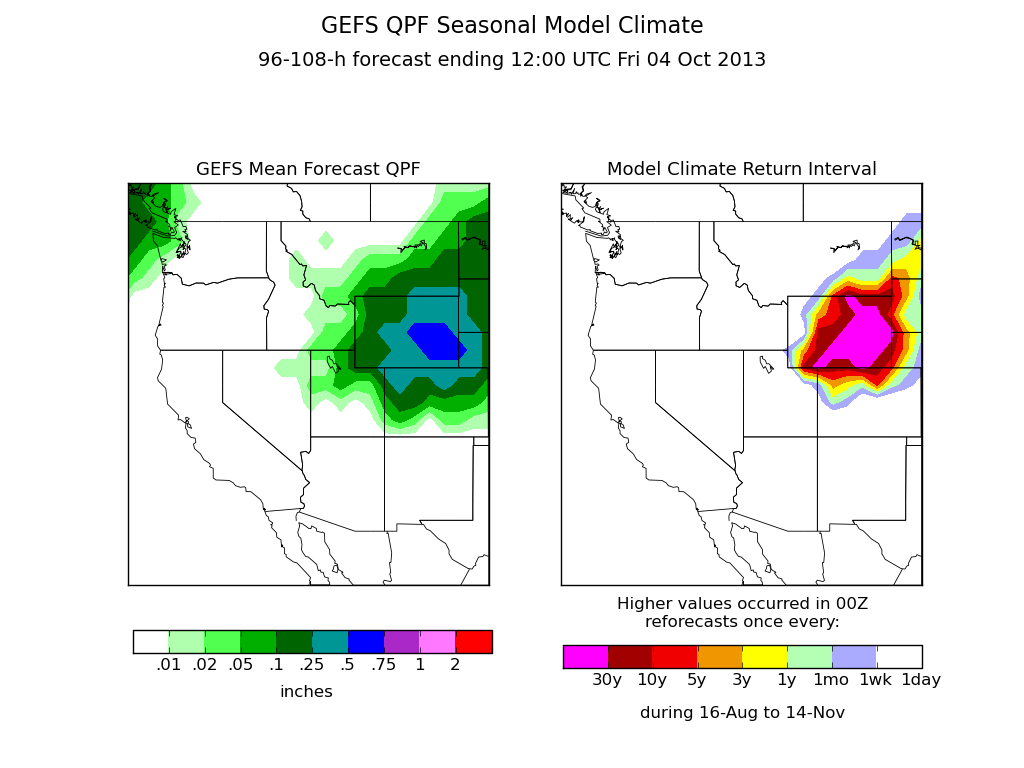 GEFS QPF Seasonal Model Climate
96-108-h forecast ending 12:00 UTC Fri 04 Oct 2013
GEFS Mean Forecast QPF
Model Climate Return Interval
.01 .02 .05 .1 .25 .5 .75 1 2
inches
Higher values occurred in 00Z
reforecasts once every:
30y 10y 5y 3y 1y 1mo 1wk 1day
during 16-Aug to 14-Nov